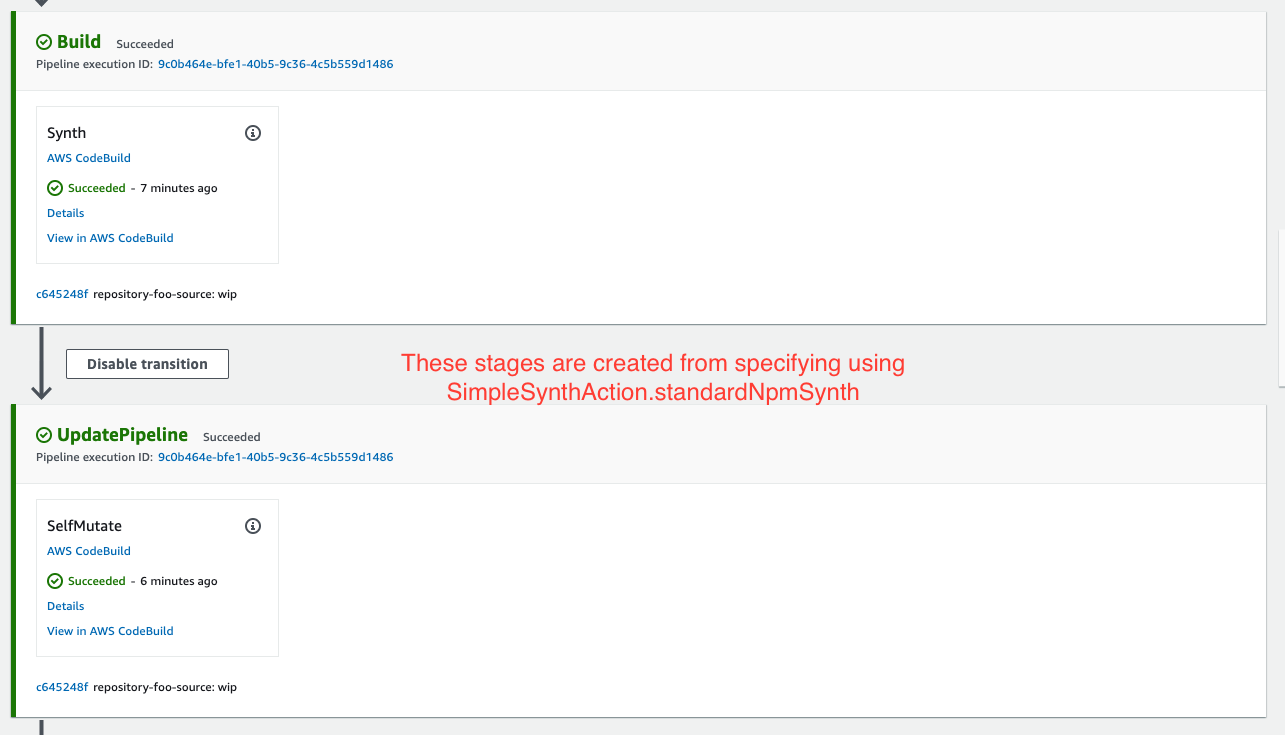 Build Succeeded
Pipeline execution ID: 9c0b464e-bfe1-40b5-9c36-4c5b559d1486
Synth
AWS CodeBuild
Succeeded - 7 minutes ago
Details
View in AWS CodeBuild
c645248f repository-foo-source: wip
Disable transition
These stages are created from specifying using
SimpleSynthAction.standardNpmSynth
UpdatePipeline Succeeded
Pipeline execution ID: 9c0b464e-bfe1-40b5-9c36-4c5b559d1486
SelfMutate
AWS CodeBuild
Succeeded - 6 minutes ago
Details
View in AWS CodeBuild
c645248f repository-foo-source: wip